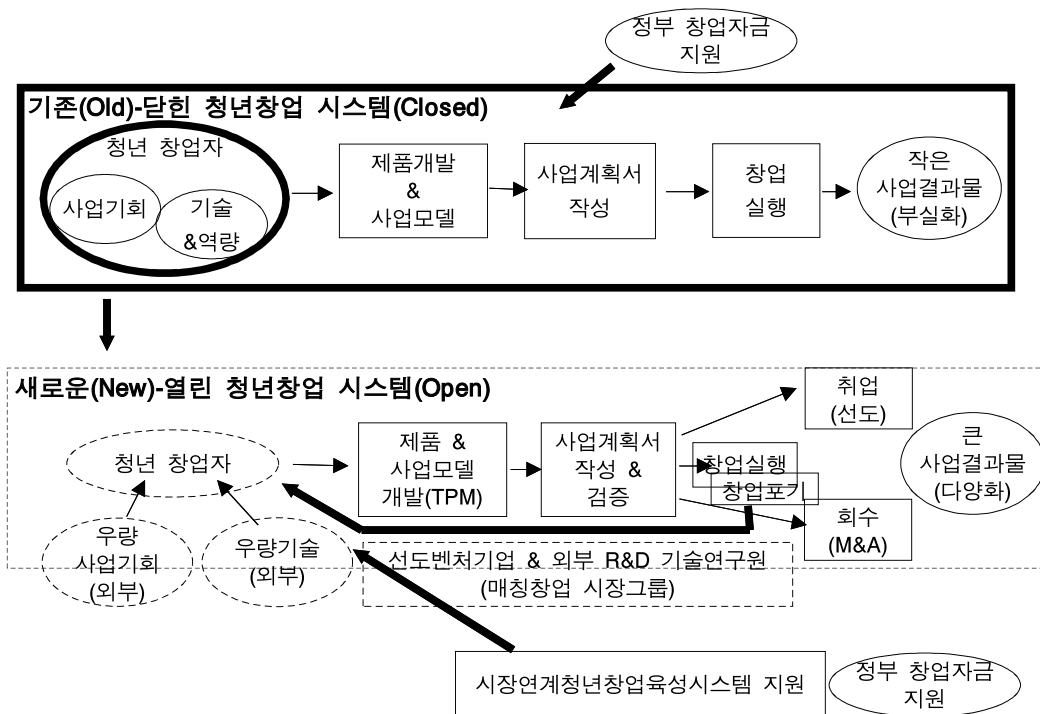 정부 창업자금
지원
기존(Old)-닫힌 청년창업 시스템(Closed)
청년 창업자
사업기회
기술
&역량
제품개발
&
사업모델
사업계획서
작성
창업
실행
작은
사업결과물
(부실화)
새로운(New)-열린 청년창업 시스템(Open)
청년 창업자
우량
사업기회
(외부)
우량기술
(외부)
제품 &
사업모델
개발(TPM)
사업계획서
작성 &
검증
취업
(선도)
창업실행
창업포기
회수
(M&A)
큰
사업결과물
(다양화)
선도벤처기업 & 외부 R&D 기술연구원
(매칭창업 시장그룹)
시장연계청년창업육성시스템 지원
정부 창업자금
지원